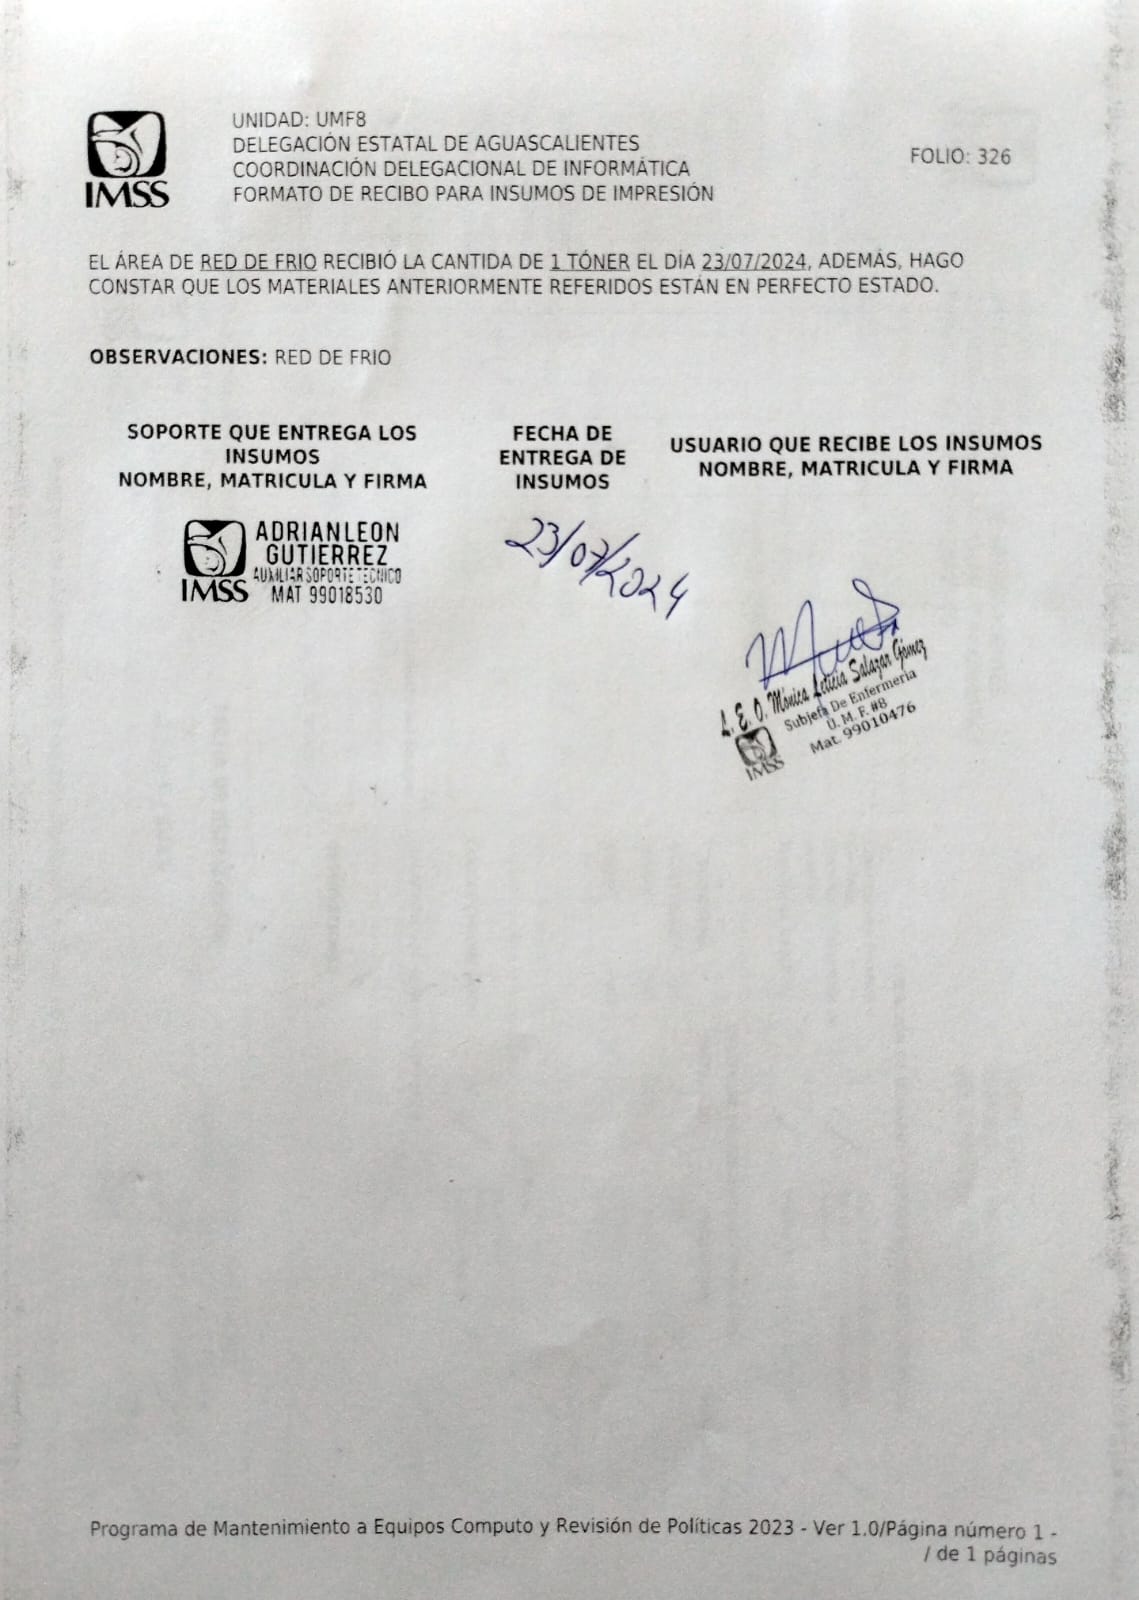 IMSS
UNIDAD: UMF8
DELEGACIÓN ESTATAL DE AGUASCALIENTES
COORDINACIÓN DELEGACIONAL DE INFORMÁTICA
FORMATO DE RECIBO PARA INSUMOS DE IMPRESIÓN
FOLIO: 326
EL ÁREA DE RED DE FRIO RECIBIÓ LA CANTIDA DE 1 TÓNER EL DÍA 23/07/2024, ADEMÁS, HAGO
CONSTAR QUE LOS MATERIALES ANTERIORMENTE REFERIDOS ESTÁN EN PERFECTO ESTADO.
OBSERVACIONES: RED DE FRIO
SOPORTE QUE ENTREGA LOS
INSUMOS
NOMBRE, MATRICULA Y FIRMA
FECHA DE
ENTREGA DE
INSUMOS
USUARIO QUE RECIBE LOS INSUMOS
NOMBRE, MATRICULA Y FIRMA
IMSS
ADRIAN LEON
GUTIERREZ
AUXILIAR SOPORTE TECNICO
MAT 99018530
23/07/2024
L. E. O. Mónica Leticia Salazar Gómez
Subjefa De Enfermeria
U. M. F. #8
Mat. 99010476
IMSS
Programa de Mantenimiento a Equipos Computo y Revisión de Políticas 2023 - Ver 1.0/Página número 1 -
/ de 1 páginas